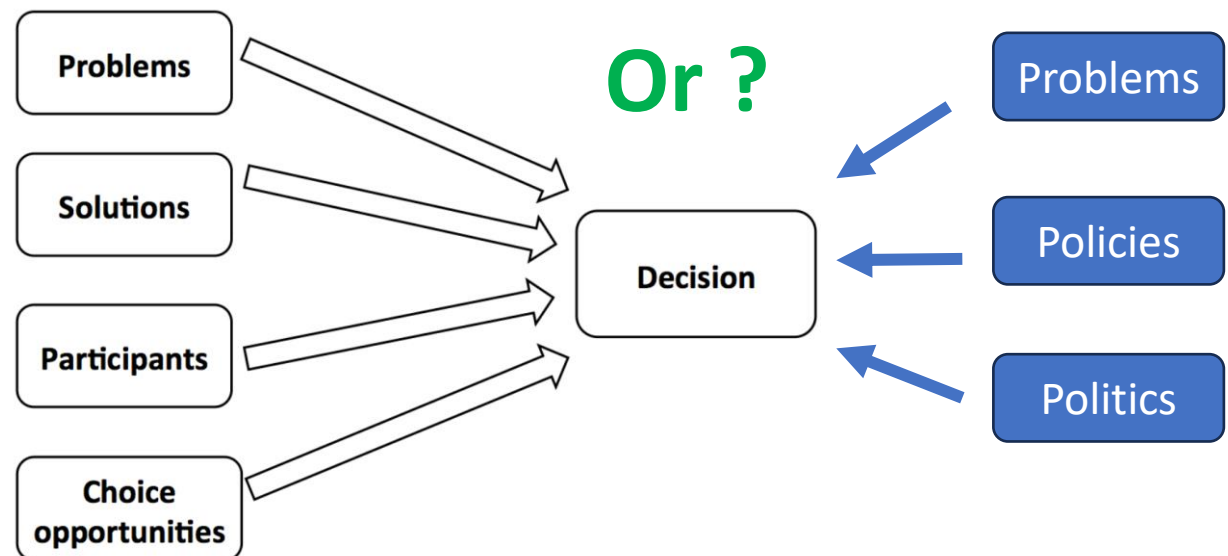 Problems
Solutions
Participants
Choice
opportunities
Or ?
Decision
Problems
Policies
Politics